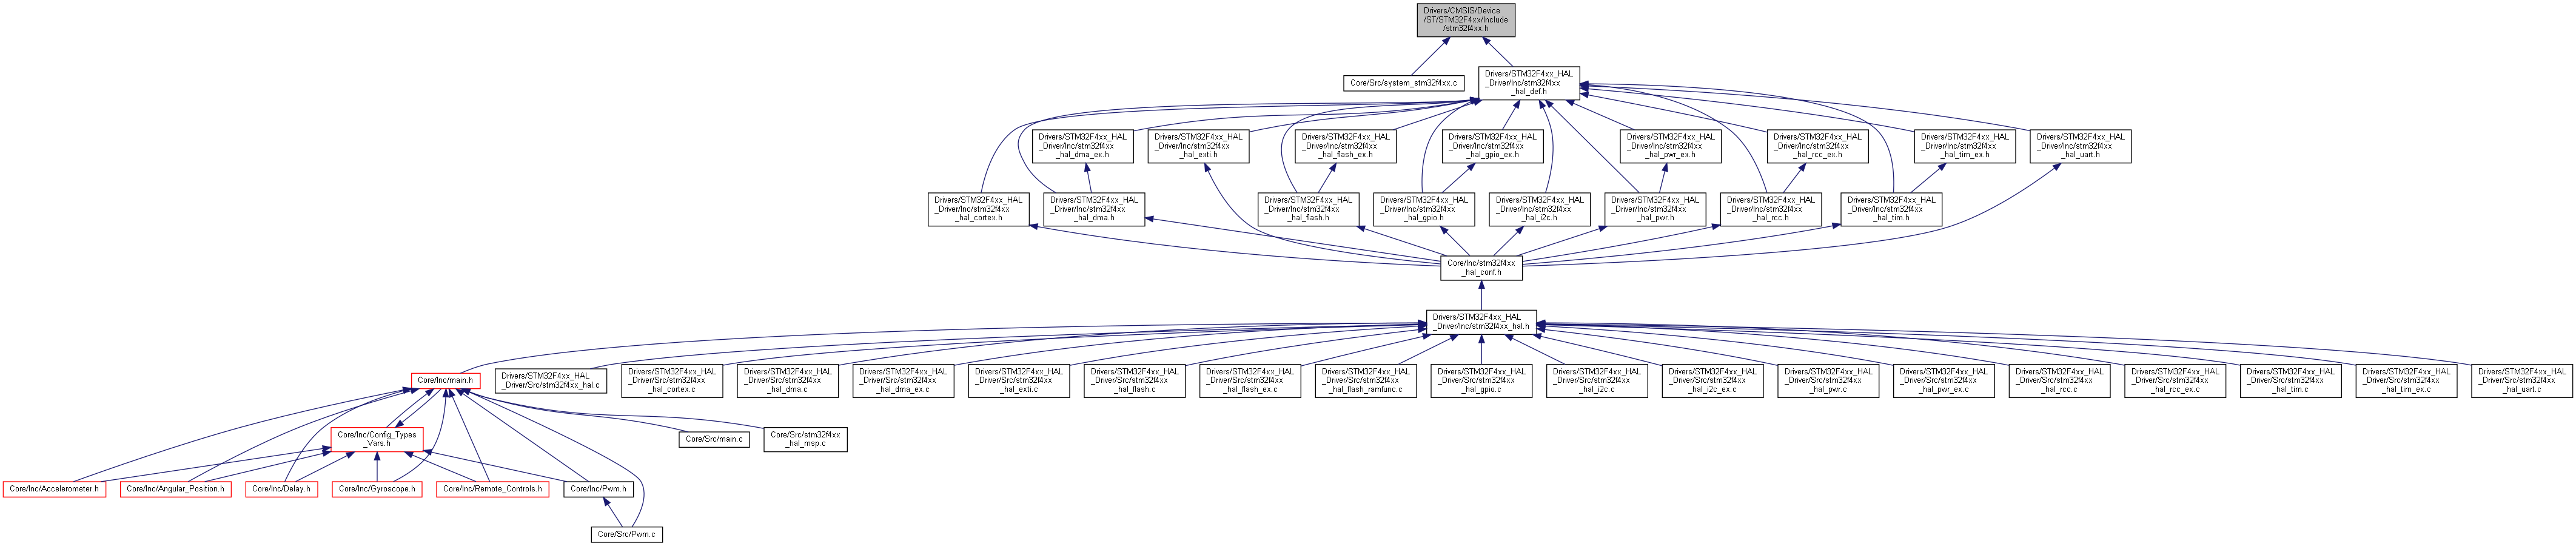 Drivers/CMSIS/Device
/ST/STM32F4xx/Include
/stm32f4xx.h
Core/Src/system_stm32f4xx.c
Drivers/STM32F4xx_HAL
_Driver/Inc/stm32f4xx
_hal_def.h
Drivers/STM32F4xx_HAL
_Driver/Inc/stm32f4xx
_hal_dma_ex.h
Drivers/STM32F4xx_HAL
_Driver/Inc/stm32f4xx
_hal_exti.h
Drivers/STM32F4xx_HAL
_Driver/Inc/stm32f4xx
_hal_flash_ex.h
Drivers/STM32F4xx_HAL
_Driver/Inc/stm32f4xx
_hal_gpio_ex.h
Drivers/STM32F4xx_HAL
_Driver/Inc/stm32f4xx
_hal_pwr_ex.h
Drivers/STM32F4xx_HAL
_Driver/Inc/stm32f4xx
_hal_rcc_ex.h
Drivers/STM32F4xx_HAL
_Driver/Inc/stm32f4xx
_hal_tim_ex.h
Drivers/STM32F4xx_HAL
_Driver/Inc/stm32f4xx
_hal_uart.h
Drivers/STM32F4xx_HAL
_Driver/Inc/stm32f4xx
_hal_cortex.h
Drivers/STM32F4xx_HAL
_Driver/Inc/stm32f4xx
_hal_dma.h
Drivers/STM32F4xx_HAL
_Driver/Inc/stm32f4xx
_hal_flash.h
Drivers/STM32F4xx_HAL
_Driver/Inc/stm32f4xx
_hal_gpio.h
Drivers/STM32F4xx_HAL
_Driver/Inc/stm32f4xx
_hal_i2c.h
Drivers/STM32F4xx_HAL
_Driver/Inc/stm32f4xx
_hal_pwr.h
Drivers/STM32F4xx_HAL
_Driver/Inc/stm32f4xx
_hal_rcc.h
Drivers/STM32F4xx_HAL
_Driver/Inc/stm32f4xx
_hal_tim.h
Core/Inc/stm32f4xx
_hal_conf.h
Drivers/STM32F4xx_HAL
_Driver/Inc/stm32f4xx_hal.h
Core/Inc/main.h
Drivers/STM32F4xx_HAL
_Driver/Src/stm32f4xx_hal.c
Drivers/STM32F4xx_HAL
_Driver/Src/stm32f4xx
_hal_cortex.c
Drivers/STM32F4xx_HAL
_Driver/Src/stm32f4xx
_hal_dma.c
Drivers/STM32F4xx_HAL
_Driver/Src/stm32f4xx
_hal_dma_ex.c
Drivers/STM32F4xx_HAL
_Driver/Src/stm32f4xx
_hal_exti.c
Drivers/STM32F4xx_HAL
_Driver/Src/stm32f4xx
_hal_flash.c
Drivers/STM32F4xx_HAL
_Driver/Src/stm32f4xx
_hal_flash_ex.c
Drivers/STM32F4xx_HAL
_Driver/Src/stm32f4xx
_hal_flash_ramfunc.c
Drivers/STM32F4xx_HAL
_Driver/Src/stm32f4xx
_hal_gpio.c
Drivers/STM32F4xx_HAL
_Driver/Src/stm32f4xx
_hal_i2c.c
Drivers/STM32F4xx_HAL
_Driver/Src/stm32f4xx
_hal_i2c_ex.c
Drivers/STM32F4xx_HAL
_Driver/Src/stm32f4xx
_hal_pwr.c
Drivers/STM32F4xx_HAL
_Driver/Src/stm32f4xx
_hal_pwr_ex.c
Drivers/STM32F4xx_HAL
_Driver/Src/stm32f4xx
_hal_rcc.c
Drivers/STM32F4xx_HAL
_Driver/Src/stm32f4xx
_hal_rcc_ex.c
Drivers/STM32F4xx_HAL
_Driver/Src/stm32f4xx
_hal_tim.c
Drivers/STM32F4xx_HAL
_Driver/Src/stm32f4xx
_hal_tim_ex.c
Drivers/STM32F4xx_HAL
_Driver/Src/stm32f4xx
_hal_uart.c
Core/Inc/Config_Types
_Vars.h
Core/Src/main.c
Core/Src/stm32f4xx
_hal_msp.c
Core/Inc/Accelerometer.h
Core/Inc/Angular_Position.h
Core/Inc/Delay.h
Core/Inc/Gyroscope.h
Core/Inc/Remote_Controls.h
Core/Inc/Pwm.h
Core/Src/Pwm.c